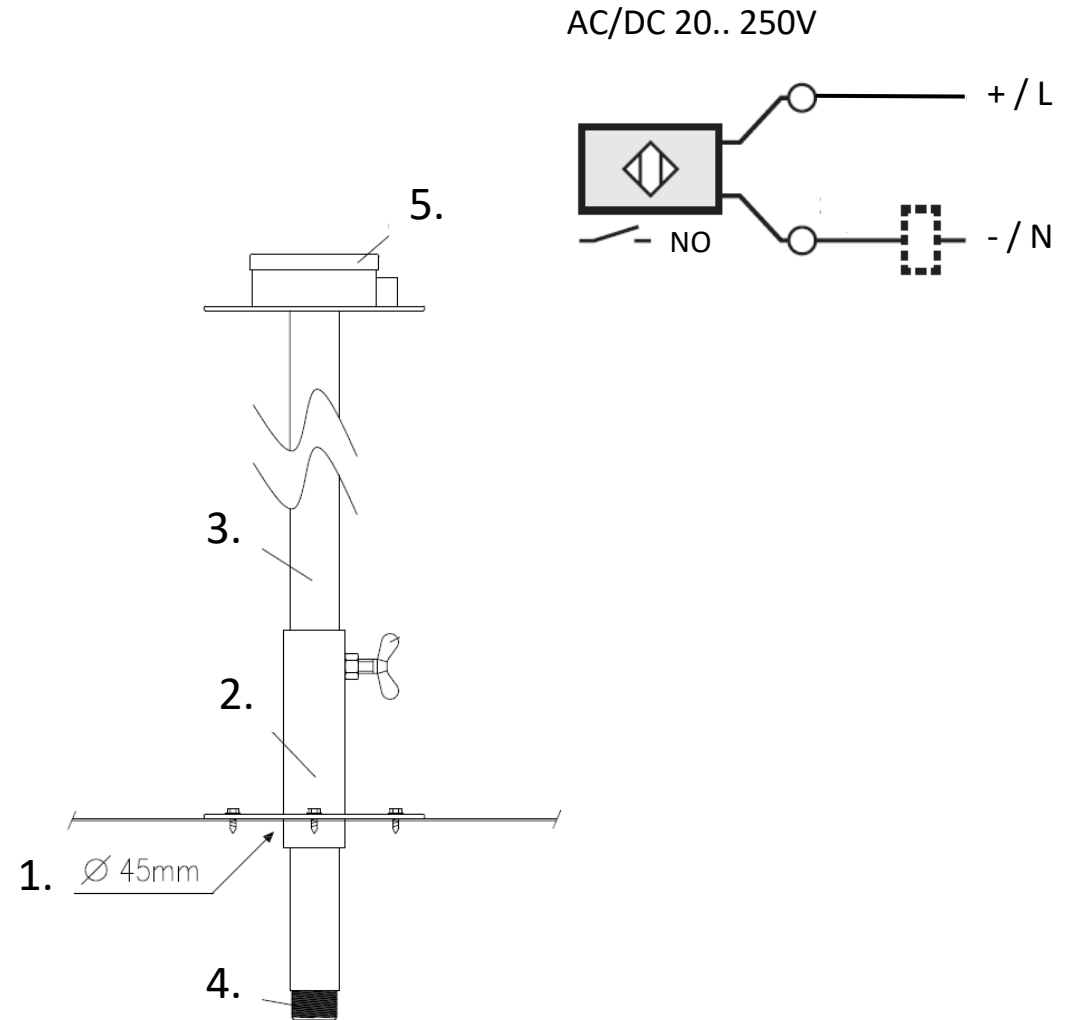 AC/DC 20.. 250V
+ / L
NO
- / N
5.
3.
2.
1. Ø 45mm
4.